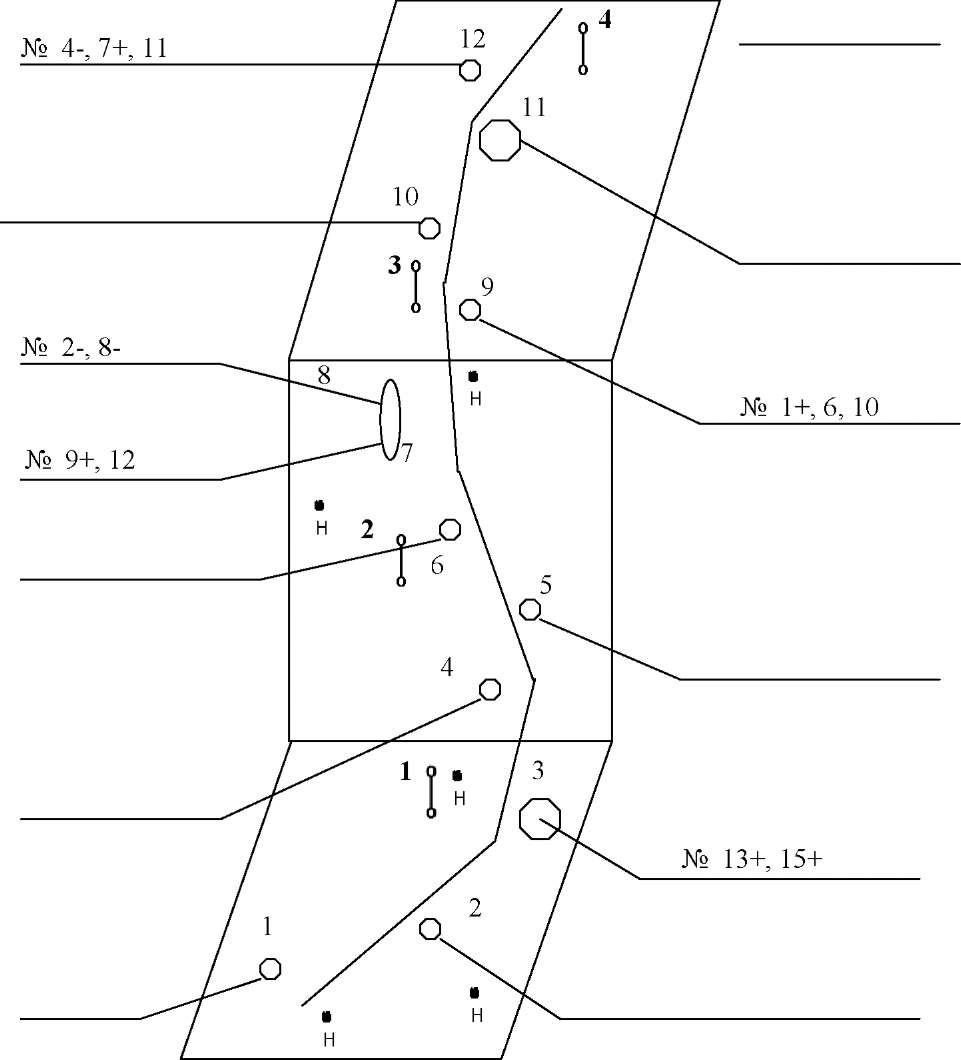 4
12
№ 4-, 7+, 11
11
10
3
9
№ 2-, 8-
8
H
№ 1+, 6, 10
7
№ 9+, 12
H
2
6
5
4
1
H
3
№ 13+, 15+
2
1
H
H